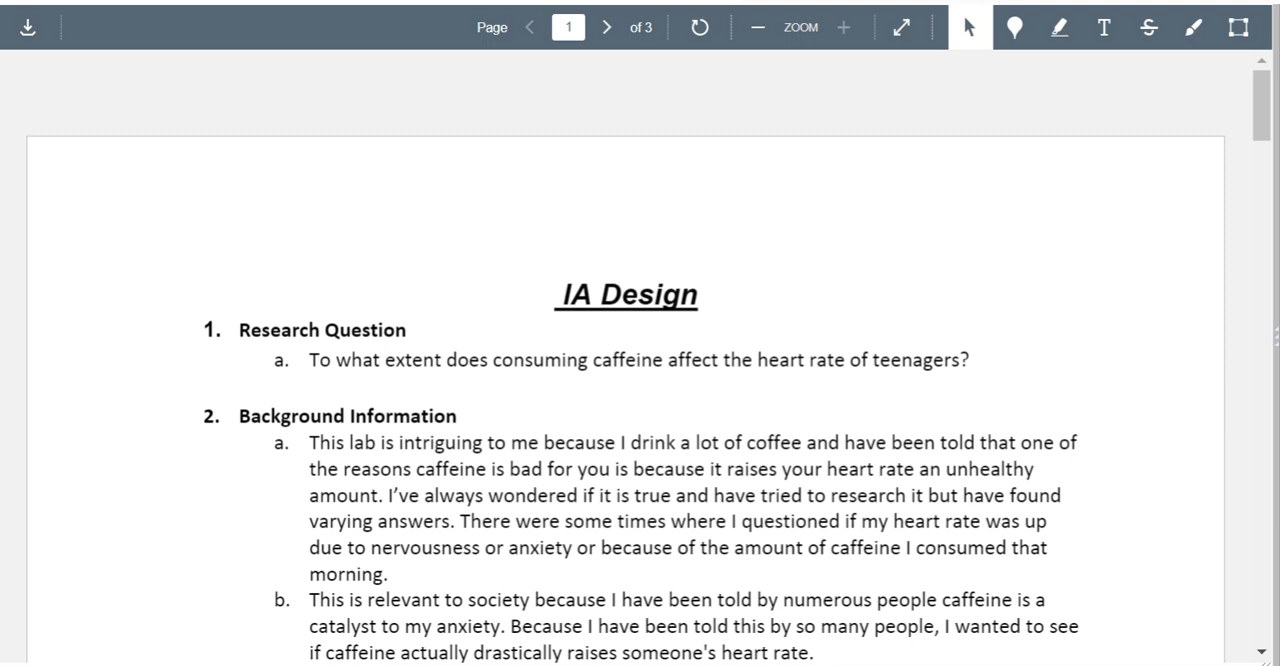 Page 1 of 3 ZOOM T S
IA Design
1. Research Question
a. To what extent does consuming caffeine affect the heart rate of teenagers?
2. Background Information
a. This lab is intriguing to me because I drink a lot of coffee and have been told that one of
the reasons caffeine is bad for you is because it raises your heart rate an unhealthy
amount. I’ve always wondered if it is true and have tried to research it but have found
varying answers. There were some times where I questioned if my heart rate was up
due to nervousness or anxiety or because of the amount of caffeine I consumed that
morning.
b. This is relevant to society because I have been told by numerous people caffeine is a
catalyst to my anxiety. Because I have been told this by so many people, I wanted to see
if caffeine actually drastically raises someone's heart rate.